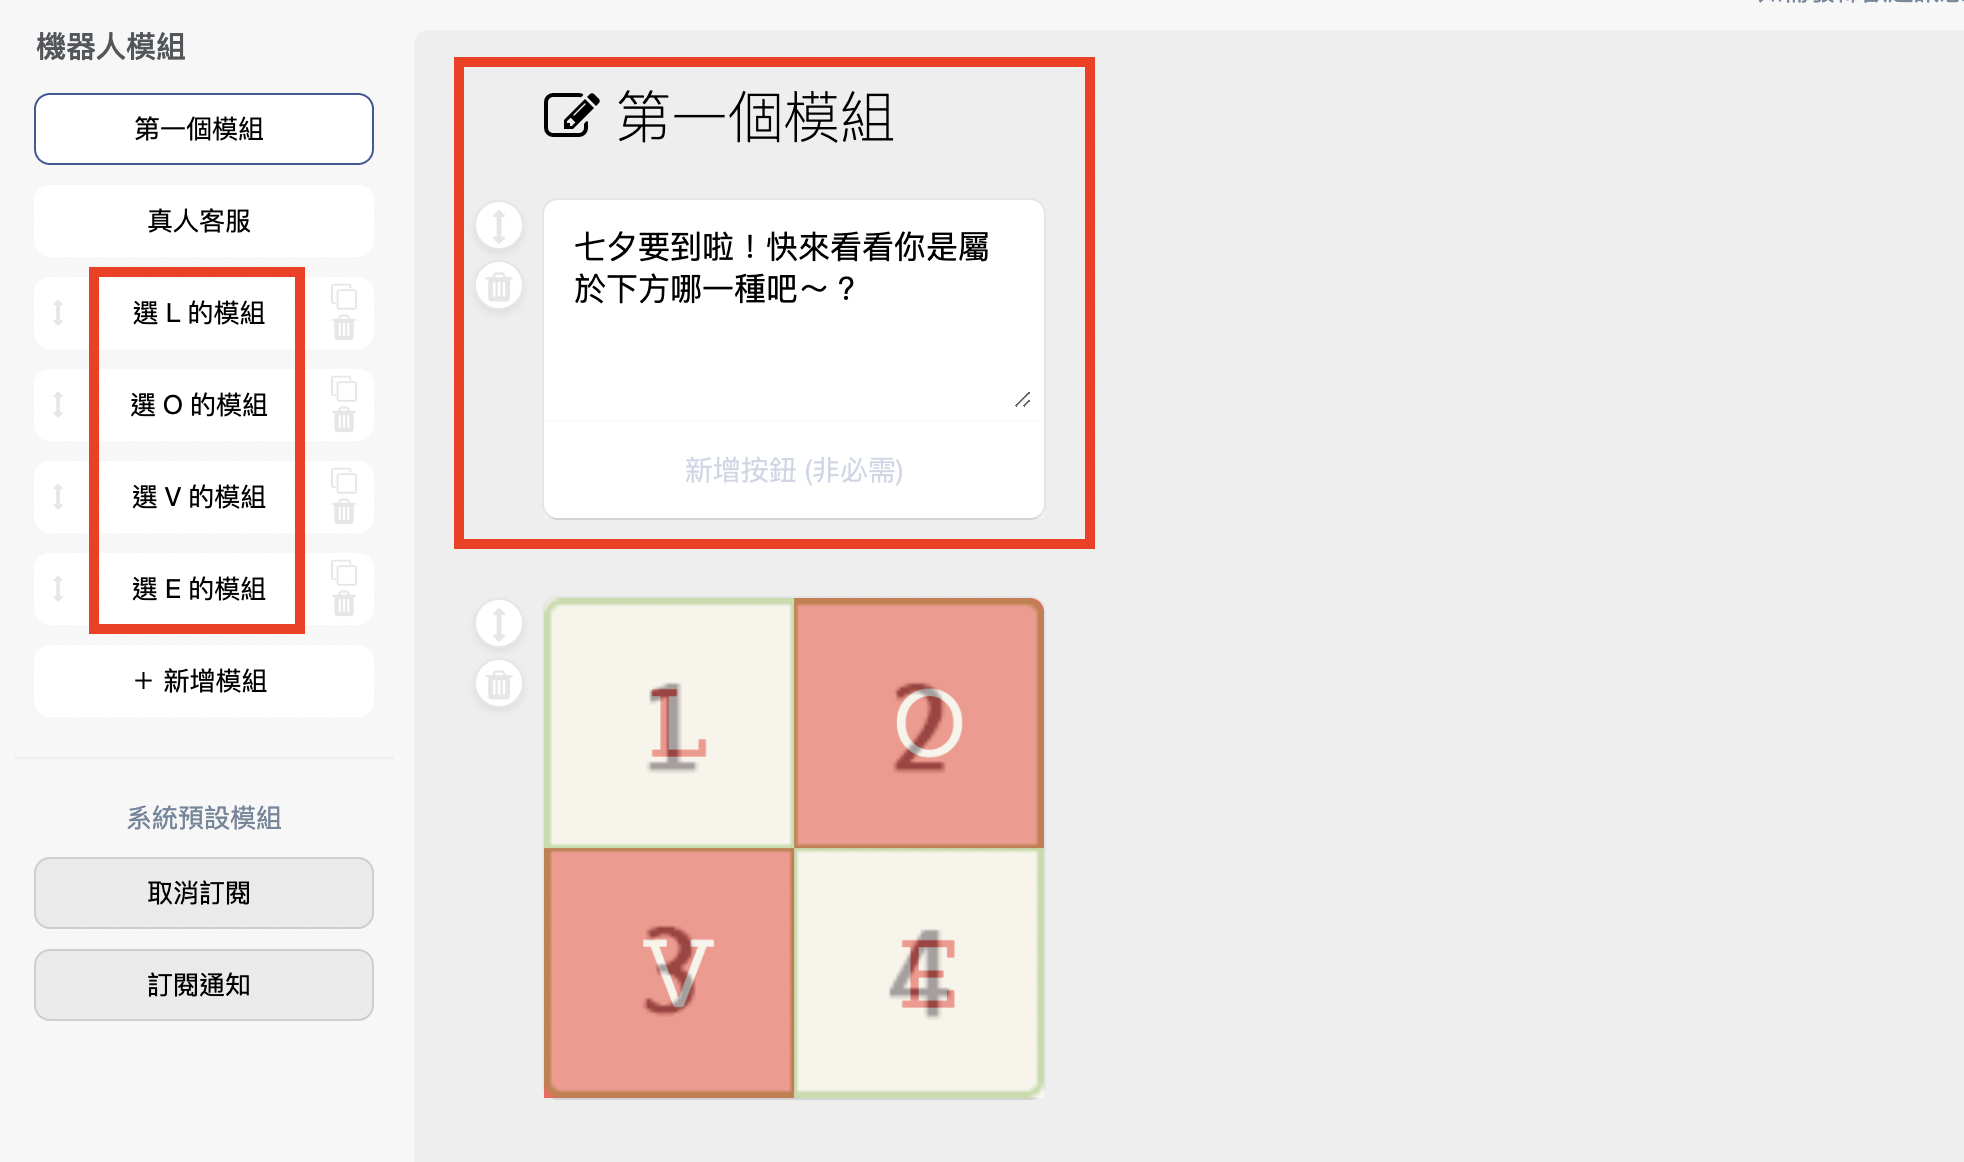 機器人模組
第一個模組
真人客服
選 L 的模組
選 O 的模組
選 V 的模組
選 E 的模組
+ 新增模組
系統預設模組
取消訂閱
訂閱通知
第一個模組
七夕要到啦！快來看看你是屬
於下方哪一種吧～？
新增按鈕 (非必需)
1 L
2 O
3 V
4 E